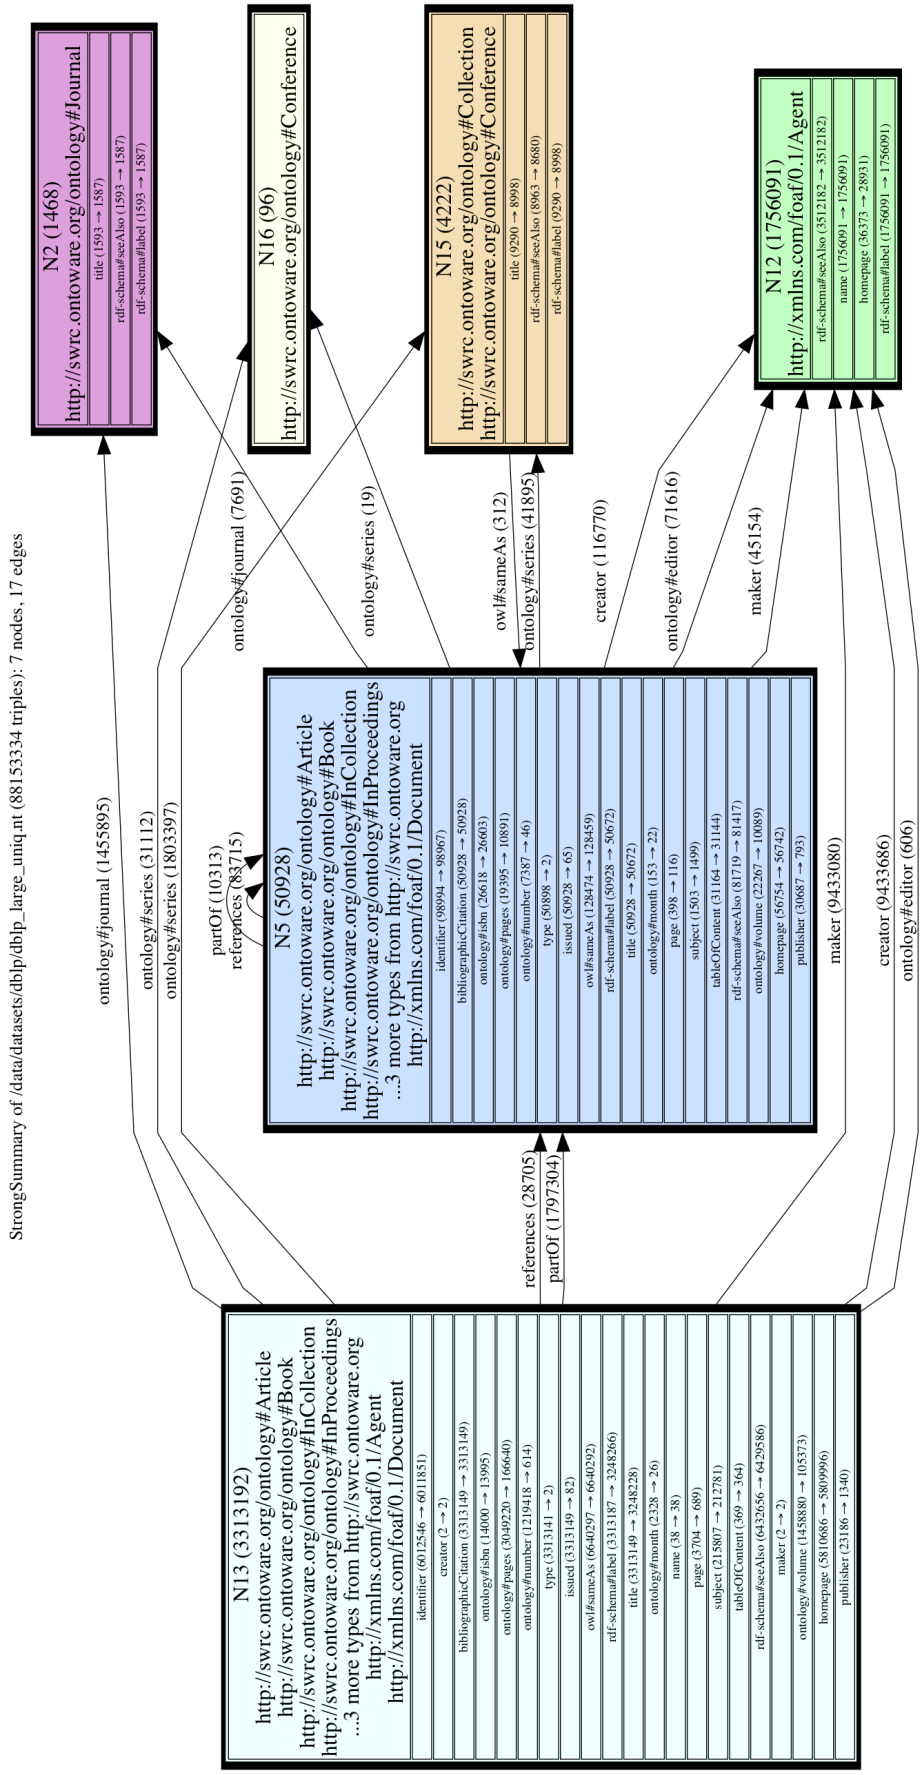 StrongSummary of /data/datasets/dblp/dblp_large_uniq.nt (88153334 triples): 7 nodes, 17 edges
N13 (3313192)
http://swrc.ontoware.org/ontology#Article
http://swrc.ontoware.org/ontology#Book
http://swrc.ontoware.org/ontology#InCollection
http://swrc.ontoware.org/ontology#InProceedings
...3 more types from http://swrc.ontoware.org
http://xmlns.com/foaf/0.1/Agent
http://xmlns.com/foaf/0.1/Document
identifier (6012546 → 6011851)
creator (2 → 2)
bibliographicCitation (3313149 → 3313149)
ontology#isbn (14000 → 13995)
ontology#pages (3049220 → 166640)
ontology#number (1219418 → 614)
type (3313141 → 2)
issued (3313149 → 82)
owl#sameAs (6640297 → 6640292)
rdf-schema#label (3313187 → 3248266)
title (3313149 → 3248228)
ontology#month (2328 → 26)
name (38 → 38)
page (3704 → 689)
subject (215807 → 212781)
tableOfContent (369 → 364)
rdf-schema#seeAlso (6432656 → 6429586)
maker (2 → 2)
ontology#volume (1458880 → 105373)
homepage (5810686 → 5809996)
publisher (23186 → 1340)
ontology#journal (1455895)
ontology#series (31112)
ontology#series (1803397)
references (28705)
partOf (1797304)
maker (9433080)
creator (9433686)
ontology#editor (606)
partOf (10313)
references (83715)
N5 (50928)
http://swrc.ontoware.org/ontology#Article
http://swrc.ontoware.org/ontology#Book
http://swrc.ontoware.org/ontology#InCollection
http://swrc.ontoware.org/ontology#InProceedings
...3 more types from http://swrc.ontoware.org
http://xmlns.com/foaf/0.1/Document
identifier (98994 → 98967)
bibliographicCitation (50928 → 50928)
ontology#isbn (26618 → 26603)
ontology#pages (19395 → 10891)
ontology#number (7387 → 46)
type (50898 → 2)
issued (50928 → 65)
owl#sameAs (128474 → 128459)
rdf-schema#label (50928 → 50672)
title (50928 → 50672)
ontology#month (153 → 22)
page (398 → 116)
subject (1503 → 1499)
tableOfContent (31164 → 31144)
rdf-schema#seeAlso (81719 → 81417)
ontology#volume (22267 → 10089)
homepage (56754 → 56742)
publisher (30687 → 793)
ontology#journal (7691)
ontology#series (19)
owl#sameAs (312)
ontology#series (41895)
creator (116770)
ontology#editor (71616)
maker (45154)
N2 (1468)
http://swrc.ontoware.org/ontology#Journal
title (1593 → 1587)
rdf-schema#seeAlso (1593 → 1587)
rdf-schema#label (1593 → 1587)
N16 (96)
http://swrc.ontoware.org/ontology#Conference
N15 (4222)
http://swrc.ontoware.org/ontology#Collection
http://swrc.ontoware.org/ontology#Conference
title (9290 → 8998)
rdf-schema#seeAlso (8963 → 8680)
rdf-schema#label (9290 → 8998)
N12 (1756091)
http://xmlns.com/foaf/0.1/Agent
rdf-schema#seeAlso (3512182 → 3512182)
name (1756091 → 1756091)
homepage (36373 → 28931)
rdf-schema#label (1756091 → 1756091)